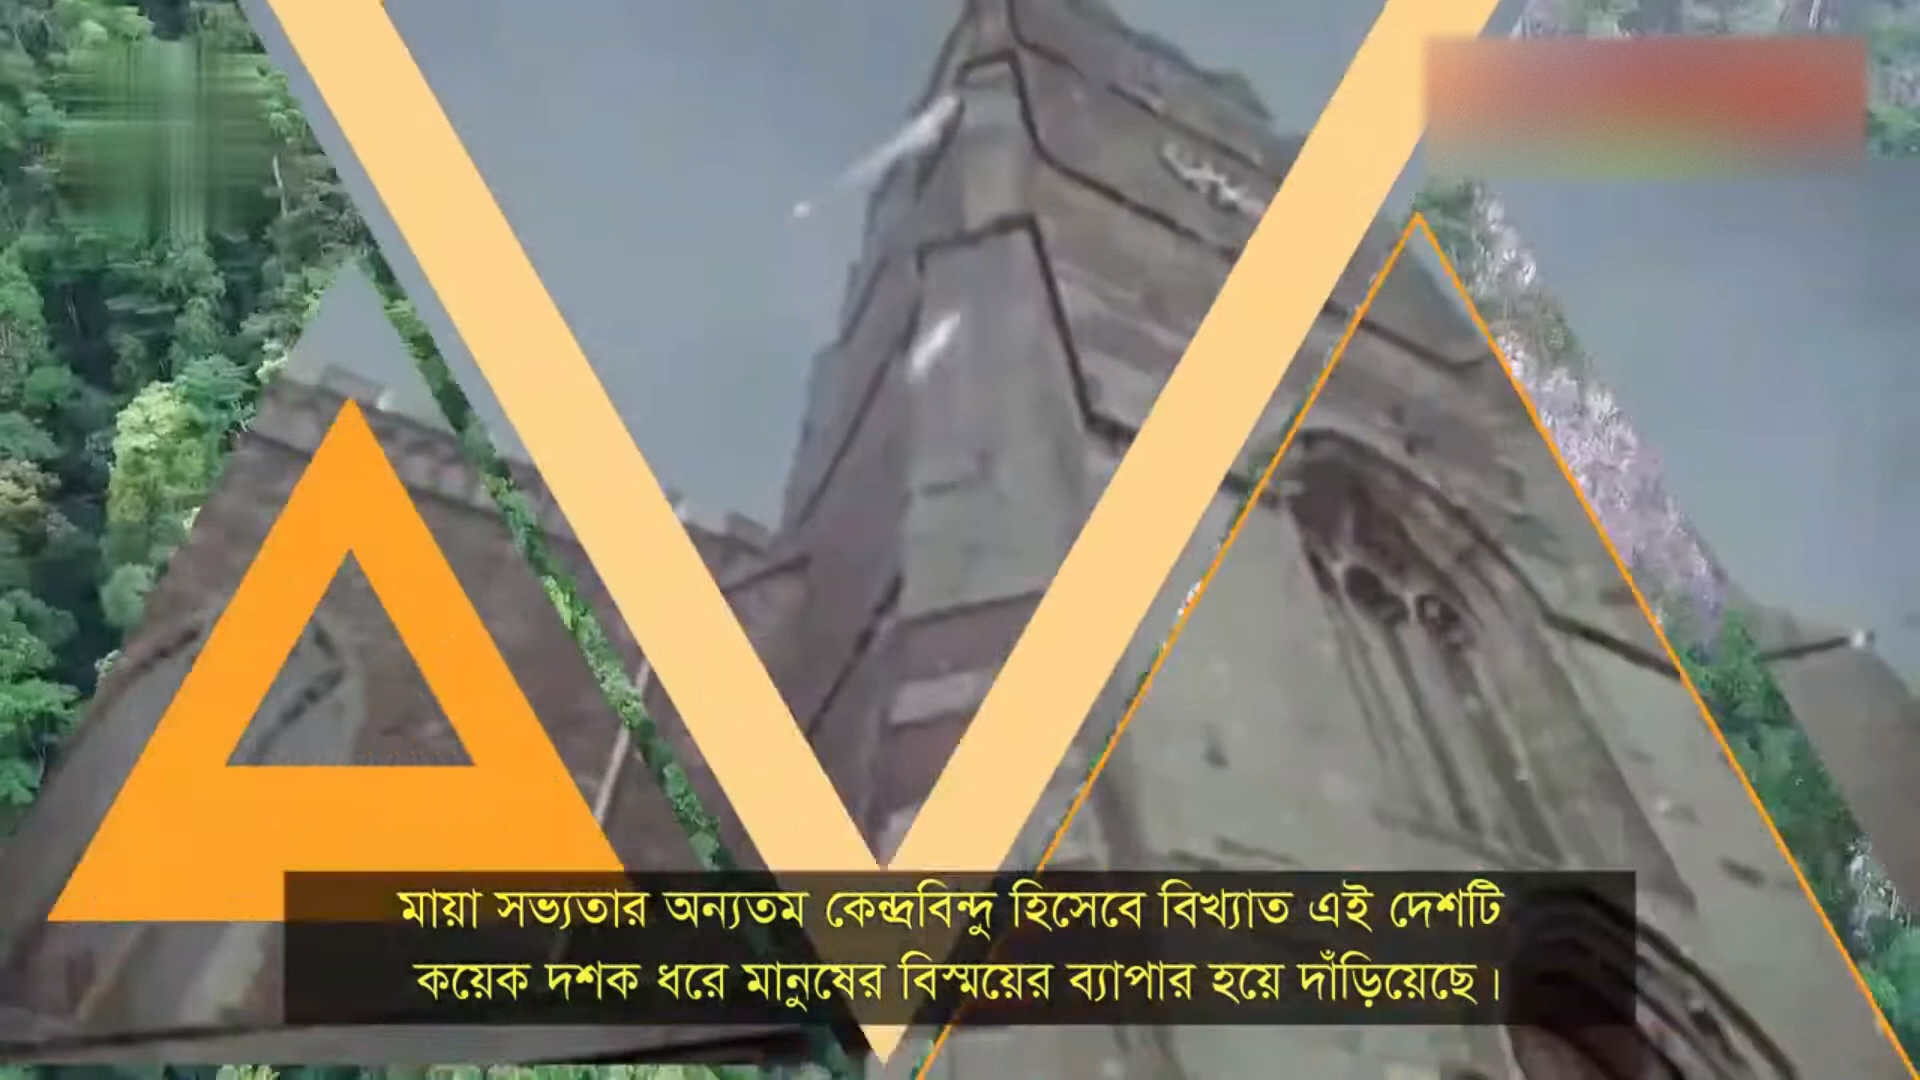 মায়া সভ্যতার অন্যতম কেন্দ্রবিন্দু হিসেবে বিখ্যাত এই দেশটি
কয়েক দশক ধরে মানুষের বিস্ময়ের ব্যাপার হয়ে দাঁড়িয়েছে।